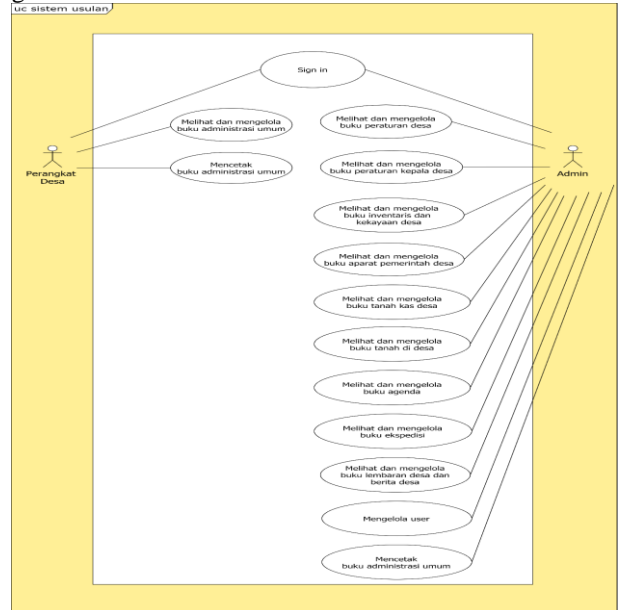 uc sistem usulan
Sign in
Melihat dan mengelola
buku administrasi umum
Mencetak
buku administrasi umum
Perangkat
Desa
Melihat dan mengelola
buku peraturan desa
Melihat dan mengelola
buku peraturan kepala desa
Admin
Melihat dan mengelola
buku inventaris dan
kekayaan desa
Melihat dan mengelola
buku aparat pemerintah desa
Melihat dan mengelola
buku tanah kas desa
Melihat dan mengelola
buku tanah di desa
Melihat dan mengelola
buku agenda
Melihat dan mengelola
buku ekspedisi
Melihat dan mengelola
buku lembaran desa dan
berita desa
Mengelola user
Mencetak
buku administrasi umum